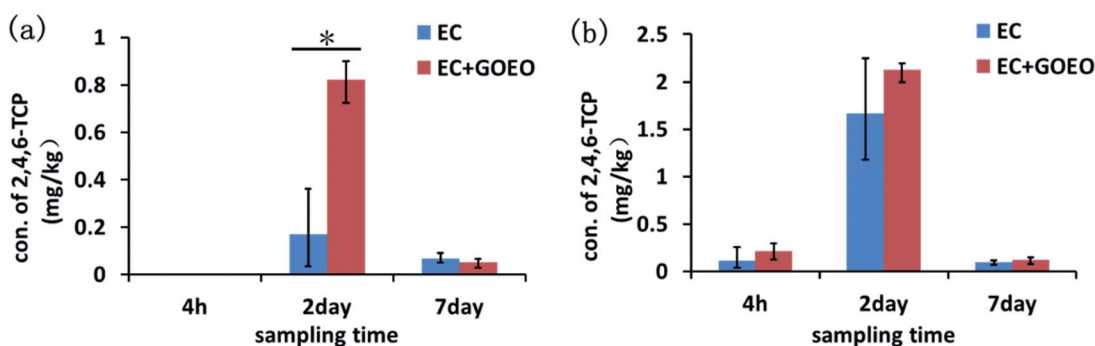 (a)
con. of 2,4,6-TCP
(mg/kg)
1
0.8
0.6
0.4
0.2
0
*
EC
EC+GOEO
4h 2day 7day
sampling time
(b)
con. of 2,4,6-TCP
(mg/kg)
2.5
2
1.5
1
0.5
0
EC
EC+GOEO
4h 2day 7day
sampling time